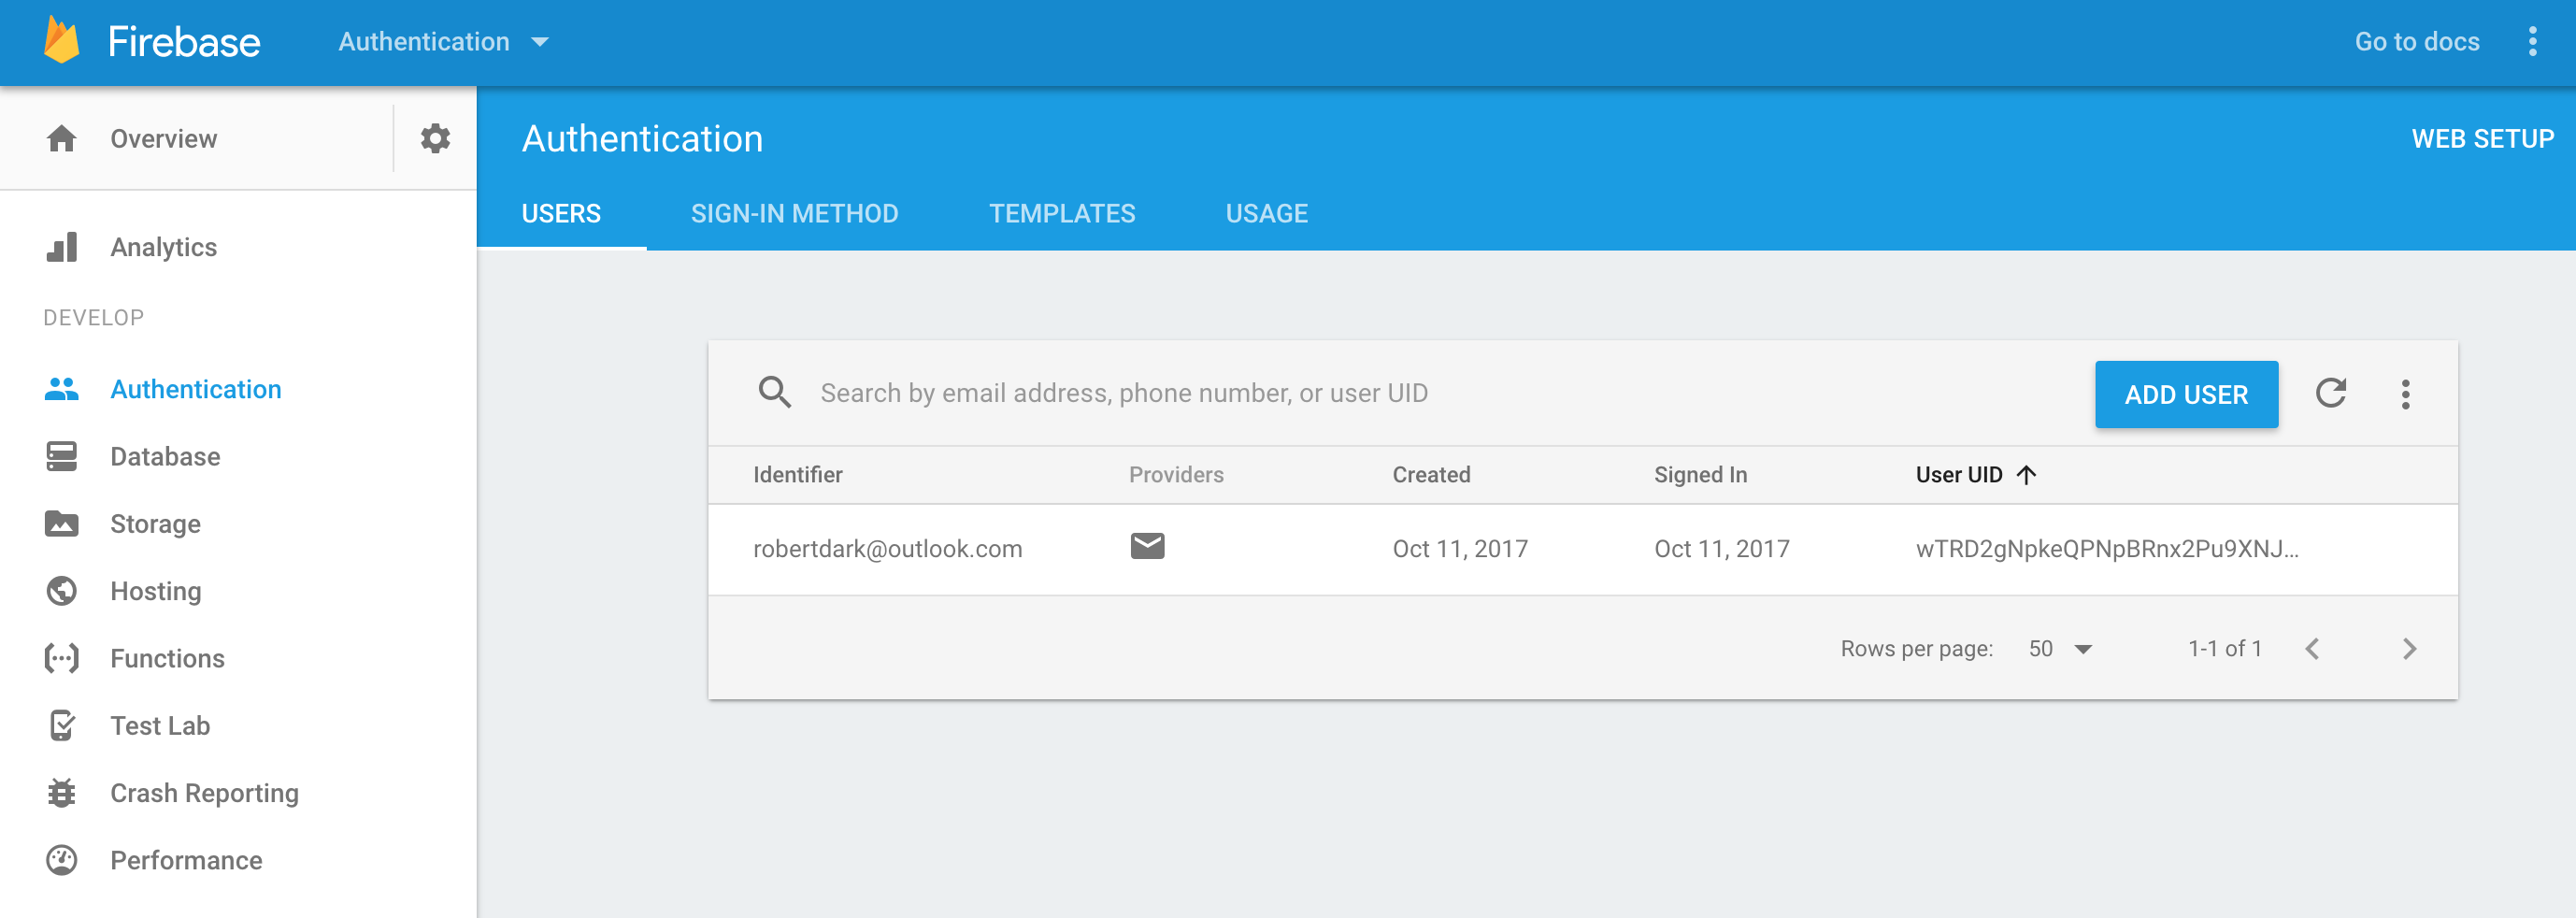 Firebase Authentication Go to docs
Overview
Authentication WEB SETUP
USERS SIGN-IN METHOD TEMPLATES USAGE
Analytics
DEVELOP
Authentication
Database
Storage
Hosting
Functions
Test Lab
Crash Reporting
Performance
Search by email address, phone number, or user UID ADD USER
Identifier Providers Created Signed In User UID
robertdark@outlook.com Oct 11, 2017 Oct 11, 2017 wTRD2gNpkeQPNpBRnx2Pu9XNJ...
Rows per page: 50 1-1 of 1